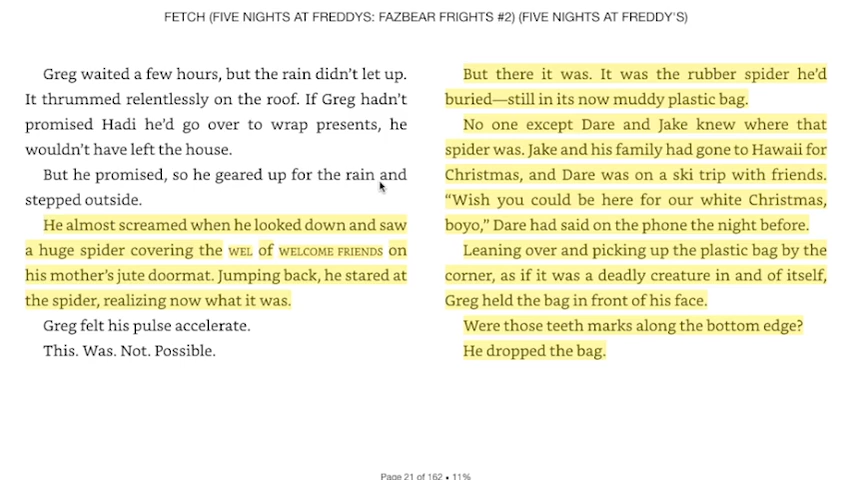 FETCH (FIVE NIGHTS AT FREDDYS: FAZBEAR FRIGHTS #2) (FIVE NIGHTS AT FREDDY'S)
Greg waited a few hours, but the rain didn't let up.
It thrummed relentlessly on the roof. If Greg hadn't
promised Hadi he'd go over to wrap presents, he
wouldn't have left the house.
But he promised, so he geared up for the rain and
stepped outside.
He almost screamed when he looked down and saw
a huge spider covering the WEL of WELCOME FRIENDS on
his mother's jute doormat. Jumping back, he stared at
the spider, realizing now what it was.
Greg felt his pulse accelerate.
This. Was. Not. Possible.
But there it was. It was the rubber spider he'd
buried—still in its now muddy plastic bag.
No one except Dare and Jake knew where that
spider was. Jake and his family had gone to Hawaii for
Christmas, and Dare was on a ski trip with friends.
“Wish you could be here for our white Christmas,
boyo,” Dare had said on the phone the night before.
Leaning over and picking up the plastic bag by the
corner, as if it was a deadly creature in and of itself,
Greg held the bag in front of his face.
Were those teeth marks along the bottom edge?
He dropped the bag.
Page 21 of 162 • 11%